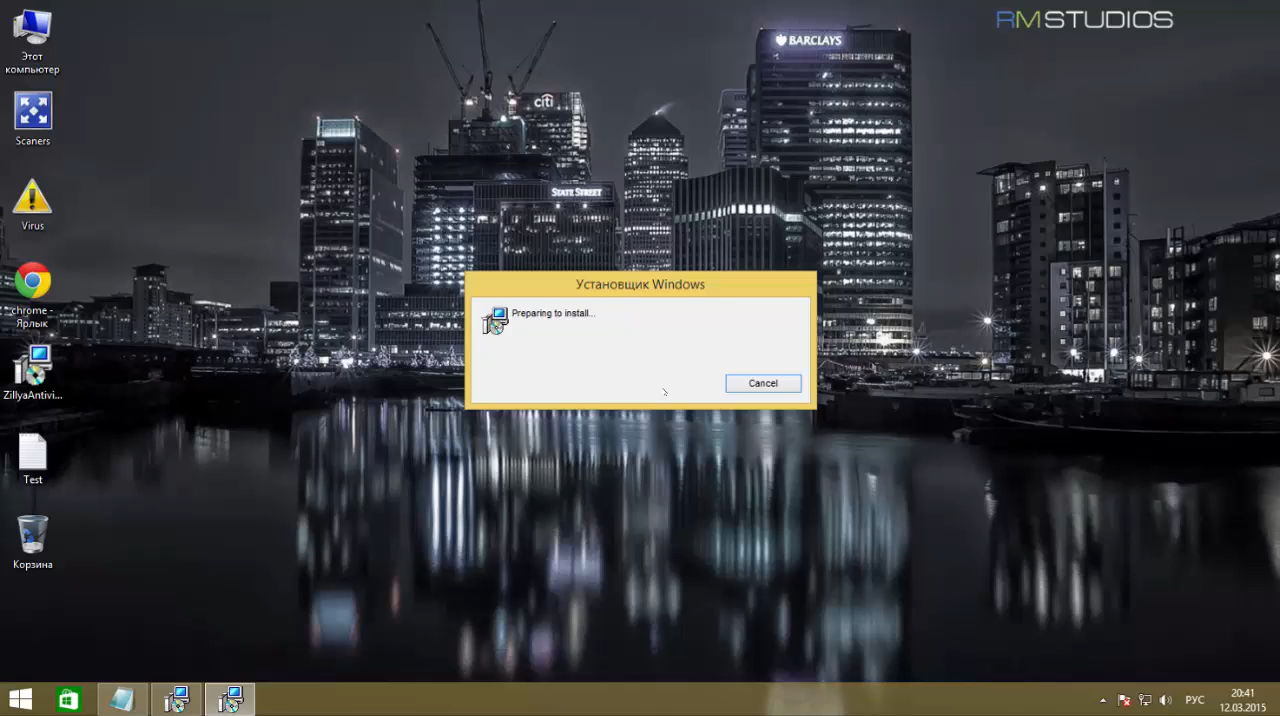 RMSTUDIOS
BARCLAYS
citi
STATE STREET
Этот
компьютер
Scaners
Virus
chrome -
Ярлык
ZillyaAntivi...
Test
Корзина
Установщик Windows
Preparing to install...
Cancel
РУС
20:41
12.03.2015